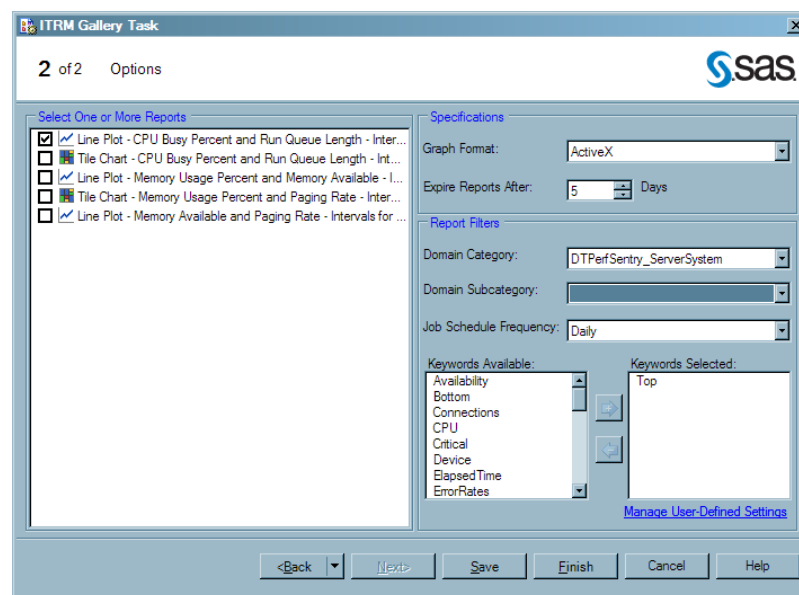 ITRM Gallery Task
2 of 2 Options
sas
Select One or More Reports
Line Plot - CPU Busy Percent and Run Queue Length - Inter...
Tile Chart - CPU Busy Percent and Run Queue Length - Int...
Line Plot - Memory Usage Percent and Memory Available - I...
Tile Chart - Memory Usage Percent and Paging Rate - Inter...
Line Plot - Memory Available and Paging Rate - Intervals for ...
Specifications
Graph Format: ActiveX
Expire Reports After: 5 Days
Report Filters
Domain Category: DTPerfSentry_ServerSystem
Domain Subcategory:
Job Schedule Frequency: Daily
Keywords Available:
Availability
Bottom
Connections
CPU
Critical
Device
ElapsedTime
ErrorRates
Keywords Selected:
Top
Manage User-Defined Settings
<Back Next> Save Finish Cancel Help